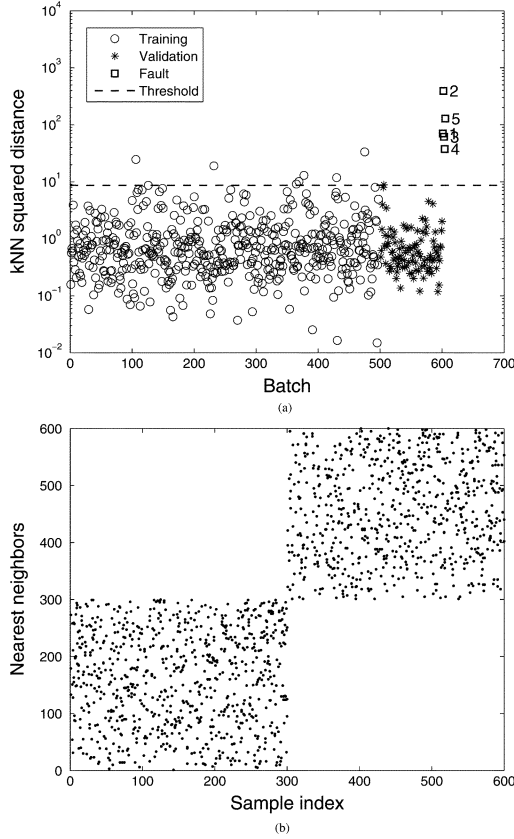 10^4
10^3
10^2
10^1
10^0
10^-1
10^-2
kNN squared distance
Training
Validation
Fault
Threshold
2
5
1
3
4
0 100 200 300 400 500 600 700
Batch
(a)
600
500
400
300
200
100
0
Nearest neighbors
0 100 200 300 400 500 600
Sample index
(b)